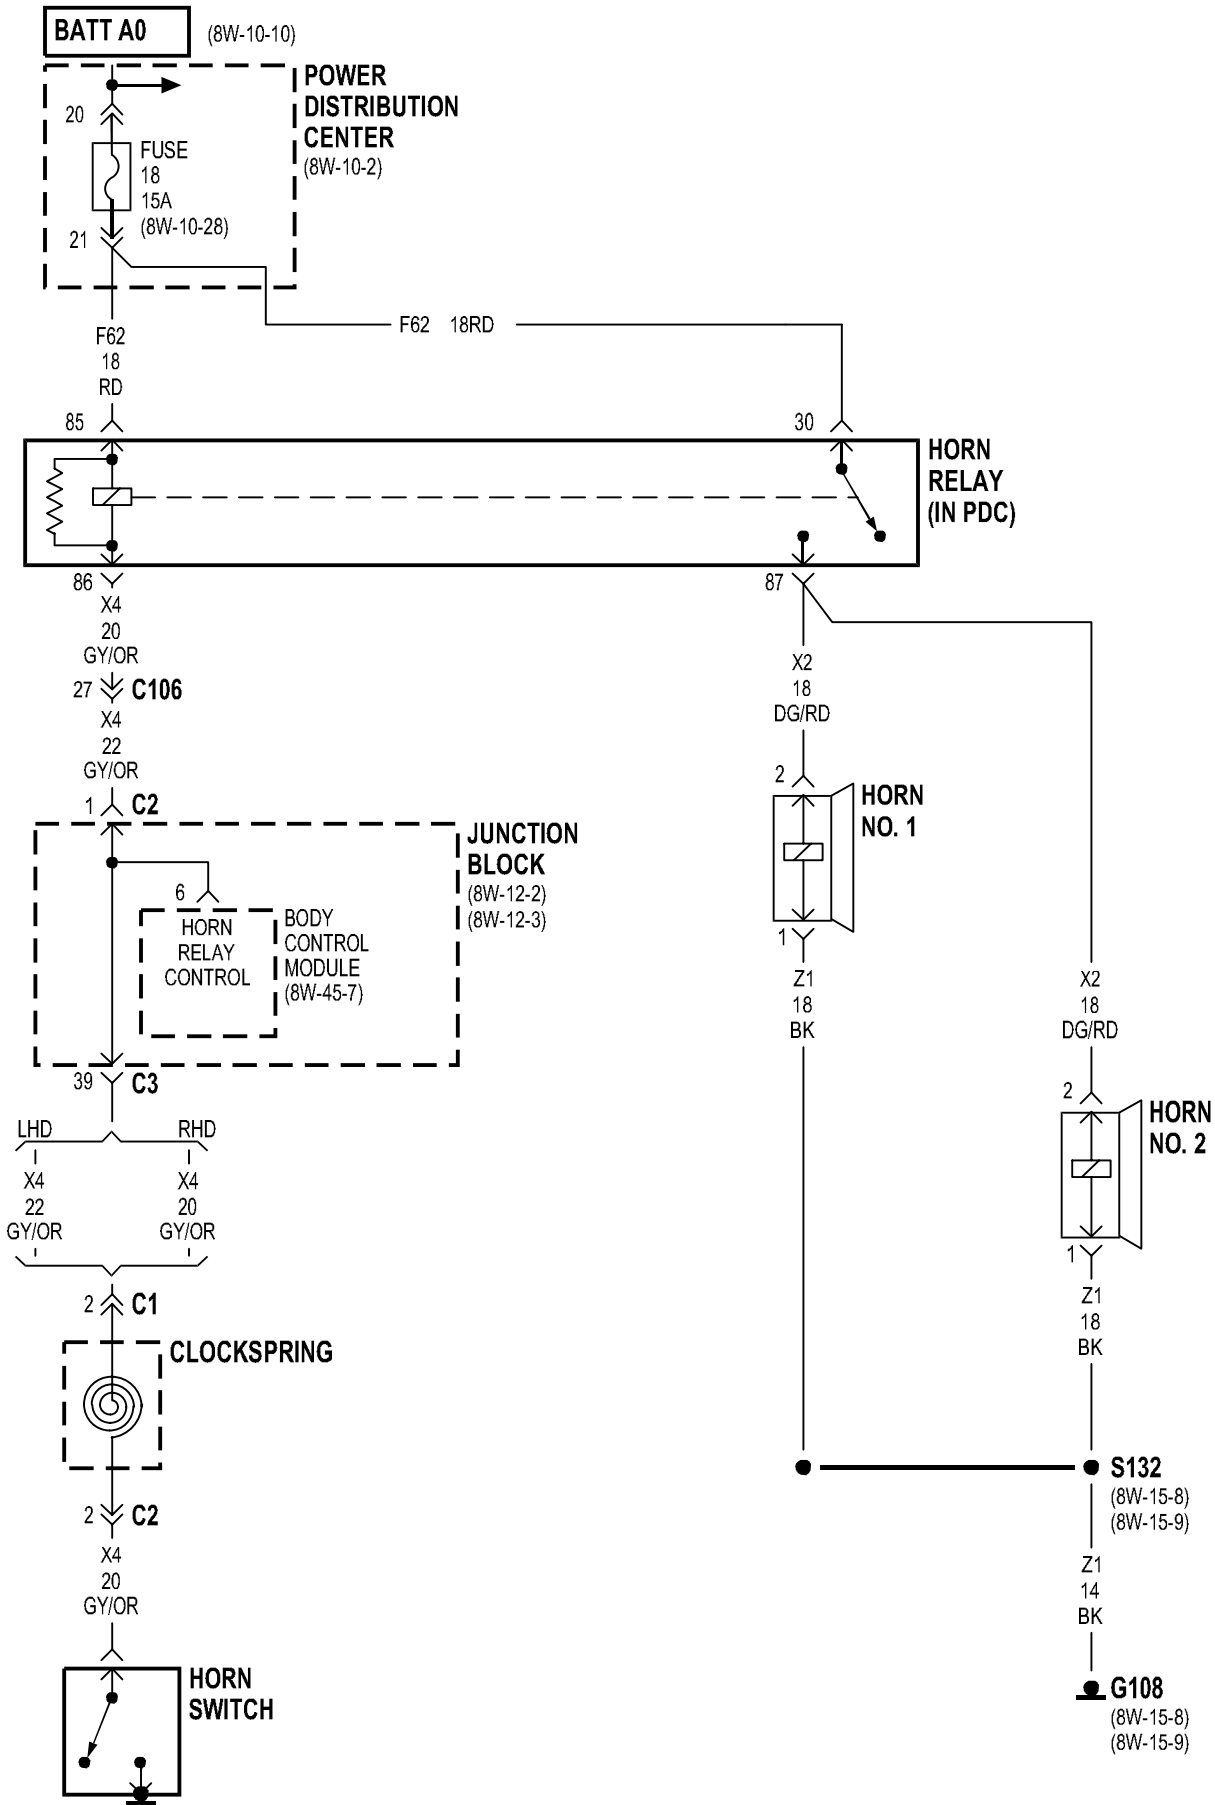 BATT A0
(8W-10-10)
POWER
DISTRIBUTION
CENTER
(8W-10-2)
20
FUSE
18
15A
(8W-10-28)
21
F62
18
RD
F62 18RD
85
30
HORN
RELAY
(IN PDC)
86
X4
20
GY/OR
27 C106
X4
22
GY/OR
1 C2
87
X2
18
DG/RD
2
HORN
NO. 1
1
Z1
18
BK
JUNCTION
BLOCK
(8W-12-2)
(8W-12-3)
6
HORN
RELAY
CONTROL
BODY
CONTROL
MODULE
(8W-45-7)
X2
18
DG/RD
2
HORN
NO. 2
1
Z1
18
BK
39 C3
LHD
RHD
X4
22
GY/OR
X4
20
GY/OR
2 C1
CLOCKSPRING
2 C2
X4
20
GY/OR
HORN
SWITCH
S132
(8W-15-8)
(8W-15-9)
Z1
14
BK
G108
(8W-15-8)
(8W-15-9)